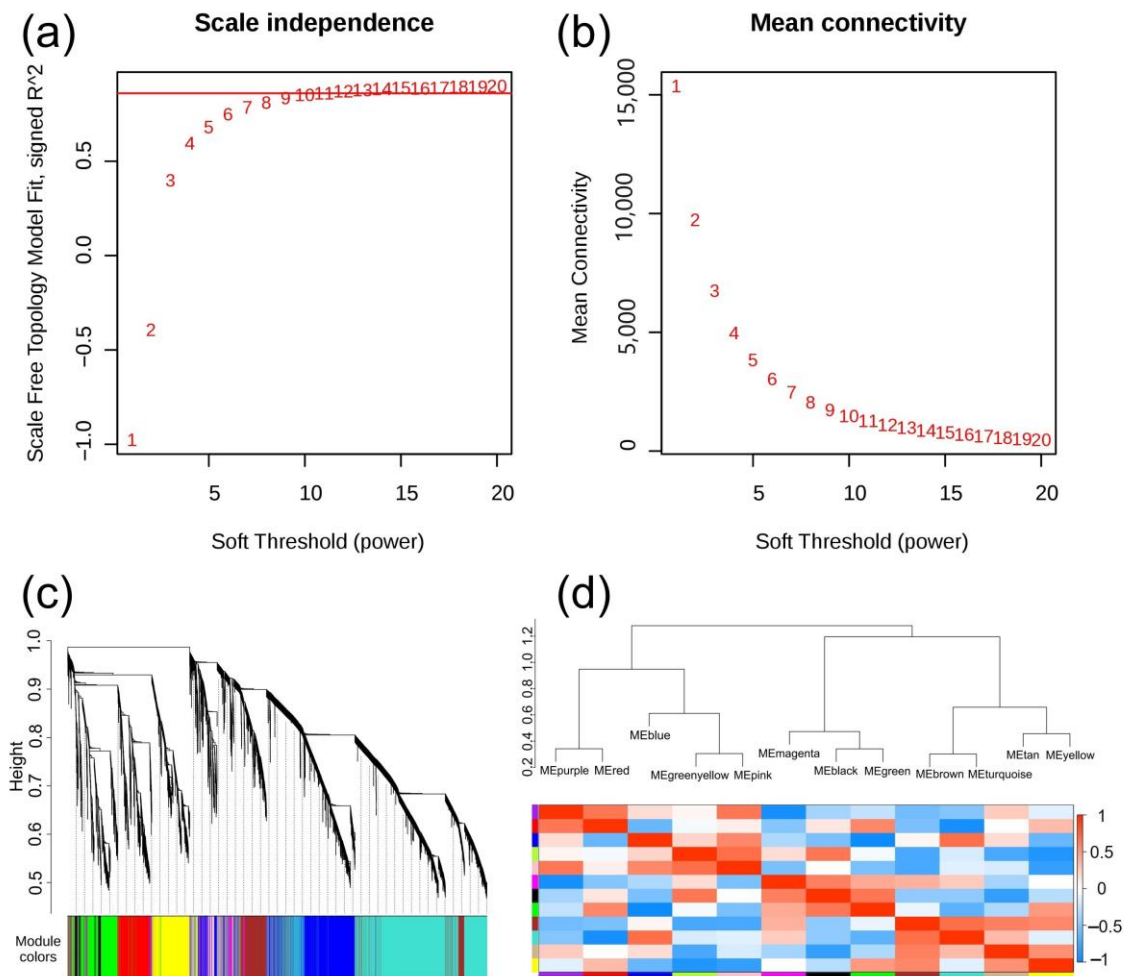 (a)
Scale independence
Scale Free Topology Model Fit, signed R^2
0.5
0.0
−0.5
−1.0
1
2
3
4
5
6
7
8
9
10 11 12 13 14 15 16 17 18 19 20
5
10
15
20
Soft Threshold (power)
(b)
Mean connectivity
Mean Connectivity
15,000
10,000
5,000
0
1
2
3
4
5
6
7
8
9
10 11 12 13 14 15 16 17 18 19 20
5
10
15
20
Soft Threshold (power)
(c)
Height
1.0
0.9
0.8
0.7
0.6
0.5
Module
colors
(d)
1.2
1.0
0.8
0.6
0.4
0.2
MEpurple
MEred
MEblue
MEgreenyellow
MEpink
MEmagenta
MEblack
MEgreen
MEbrown
MEturquoise
MEtan
MEyellow
1
0.5
0
−0.5
−1